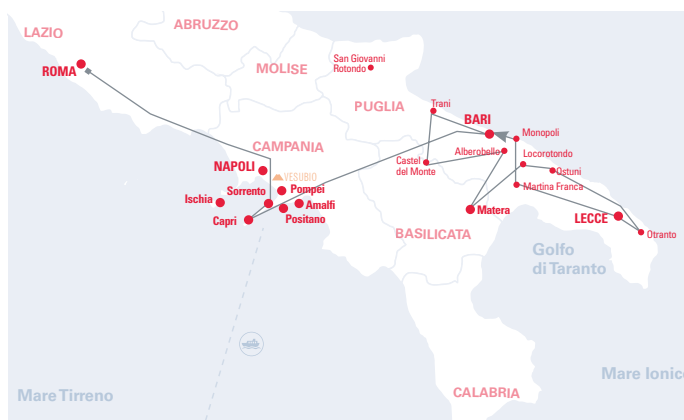 LAZIO
ABRUZZO
ROMA
San Giovanni
Rotondo
MOLISE
PUGLIA
Trani
BARI
Monopoli
CAMPANIA
Alberobello
Locorotondo
NAPOLI
Castel
del Monte
Ostuni
VESUBIO
Martina Franca
Sorrento
Pompei
Ischia
Amalfi
Capri
Positano
Matera
LECCE
BASILICATA
Otranto
Golfo
di Taranto
Mare Ionico
CALABRIA
Mare Tirreno